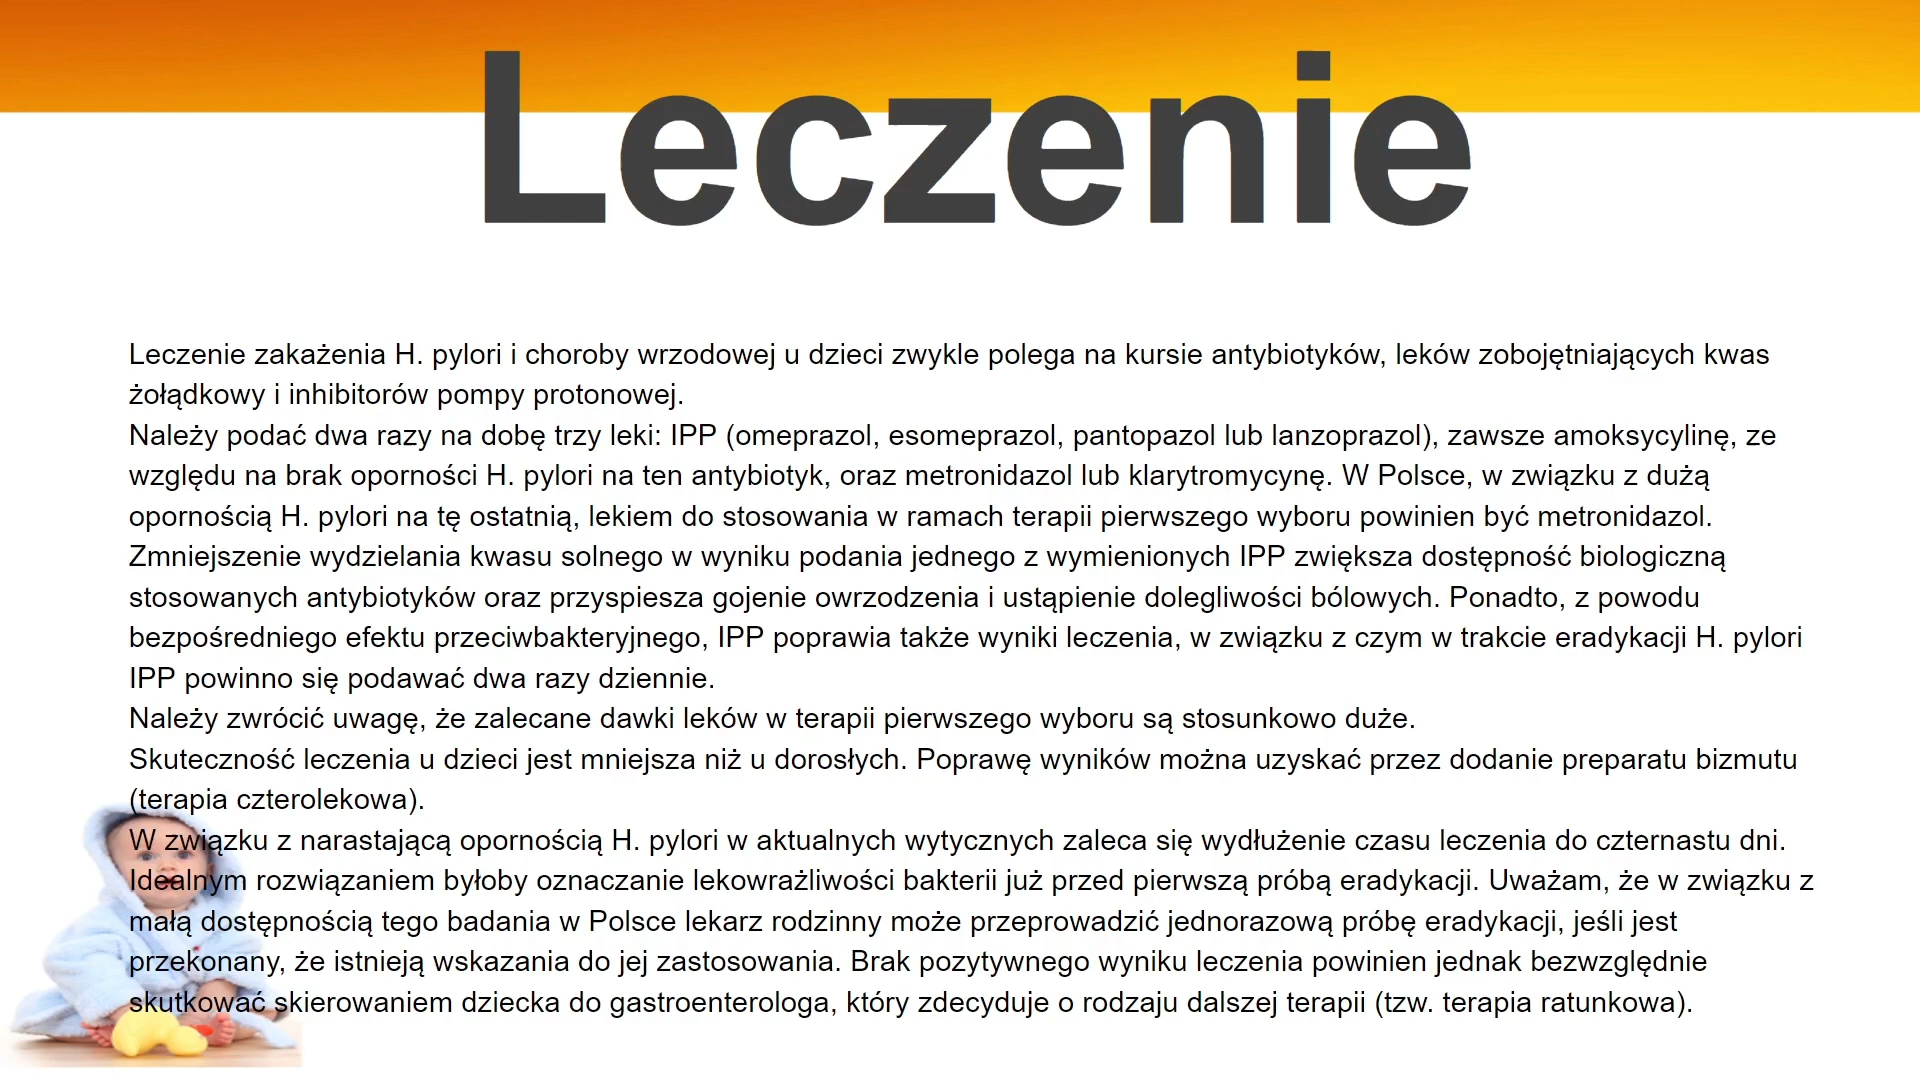 Leczenie
Leczenie zakażenia H. pylori i choroby wrzodowej u dzieci zwykle polega na kursie antybiotyków, leków zobojętniających kwas
żołądkowy i inhibitorów pompy protonowej.
Należy podać dwa razy na dobę trzy leki: IPP (omeprazol, esomeprazol, pantopazol lub lanzoprazol), zawsze amoksycylinę, ze
względu na brak oporności H. pylori na ten antybiotyk, oraz metronidazol lub klarytromycynę. W Polsce, w związku z dużą
opornością H. pylori na tę ostatnią, lekiem do stosowania w ramach terapii pierwszego wyboru powinien być metronidazol.
Zmniejszenie wydzielania kwasu solnego w wyniku podania jednego z wymienionych IPP zwiększa dostępność biologiczną
stosowanych antybiotyków oraz przyspiesza gojenie owrzodzenia i ustąpienie dolegliwości bólowych. Ponadto, z powodu
bezpośredniego efektu przeciwbakteryjnego, IPP poprawia także wyniki leczenia, w związku z czym w trakcie eradykacji H. pylori
IPP powinno się podawać dwa razy dziennie.
Należy zwrócić uwagę, że zalecane dawki leków w terapii pierwszego wyboru są stosunkowo duże.
Skuteczność leczenia u dzieci jest mniejsza niż u dorosłych. Poprawę wyników można uzyskać przez dodanie preparatu bizmutu
(terapia czterolekowa).
W związku z narastającą opornością H. pylori w aktualnych wytycznych zaleca się wydłużenie czasu leczenia do czternastu dni.
Idealnym rozwiązaniem byłoby oznaczanie lekowrażliwości bakterii już przed pierwszą próbą eradykacji. Uważam, że w związku z
małą dostępnością tego badania w Polsce lekarz rodzinny może przeprowadzić jednorazową próbę eradykacji, jeśli jest
przekonany, że istnieją wskazania do jej zastosowania. Brak pozytywnego wyniku leczenia powinien jednak bezwzględnie
skutkować skierowaniem dziecka do gastroenterologa, który zdecyduje o rodzaju dalszej terapii (tzw. terapia ratunkowa).